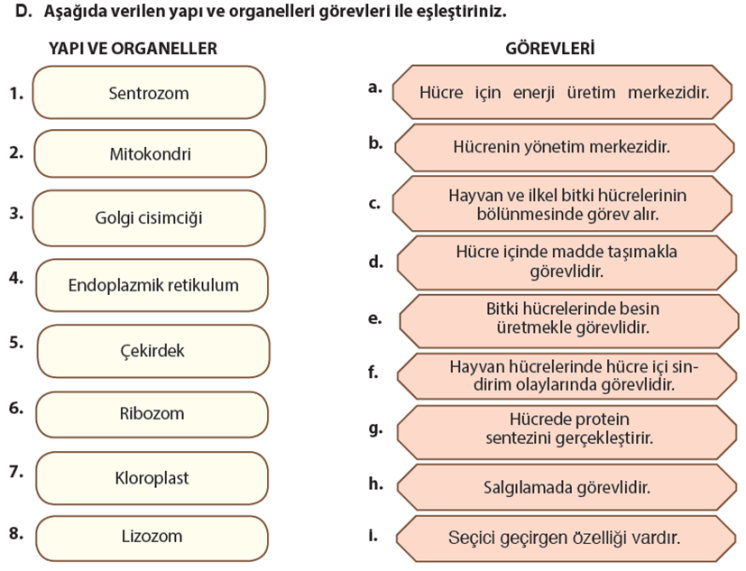 D. Aşağıda verilen yapı ve organelleri görevleri ile eşleştiriniz.
YAPI VE ORGANELLER
GÖREVLERİ
1. Sentrozom
a. Hücre için enerji üretim merkezidir.
2. Mitokondri
b. Hücrenin yönetim merkezidir.
3. Golgi cisimciği
c. Hayvan ve ilkel bitki hücrelerinin
bölünmesinde görev alır.
4. Endoplazmik retikulum
d. Hücre içinde madde taşımakla
görevlidir.
5. Çekirdek
e. Bitki hücrelerinde besin
üretmekle görevlidir.
6. Ribozom
f. Hayvan hücrelerinde hücre içi sin-
dirim olaylarında görevlidir.
7. Kloroplast
g. Hücrede protein
sentezini gerçekleştirir.
8. Lizozom
h. Salgılamada görevlidir.
I. Seçici geçirgen özelliği vardır.